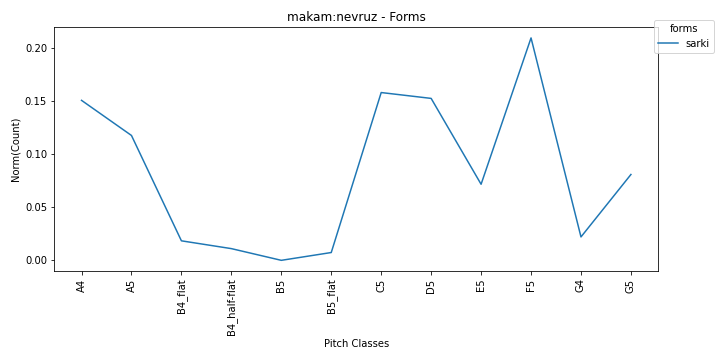 makam:nevruz - Forms
forms
sarki
Norm(Count)
0.20
0.15
0.10
0.05
0.00
A4
A5
B4_flat
B4_half-flat
B5
B5_flat
C5
D5
E5
F5
G4
G5
Pitch Classes